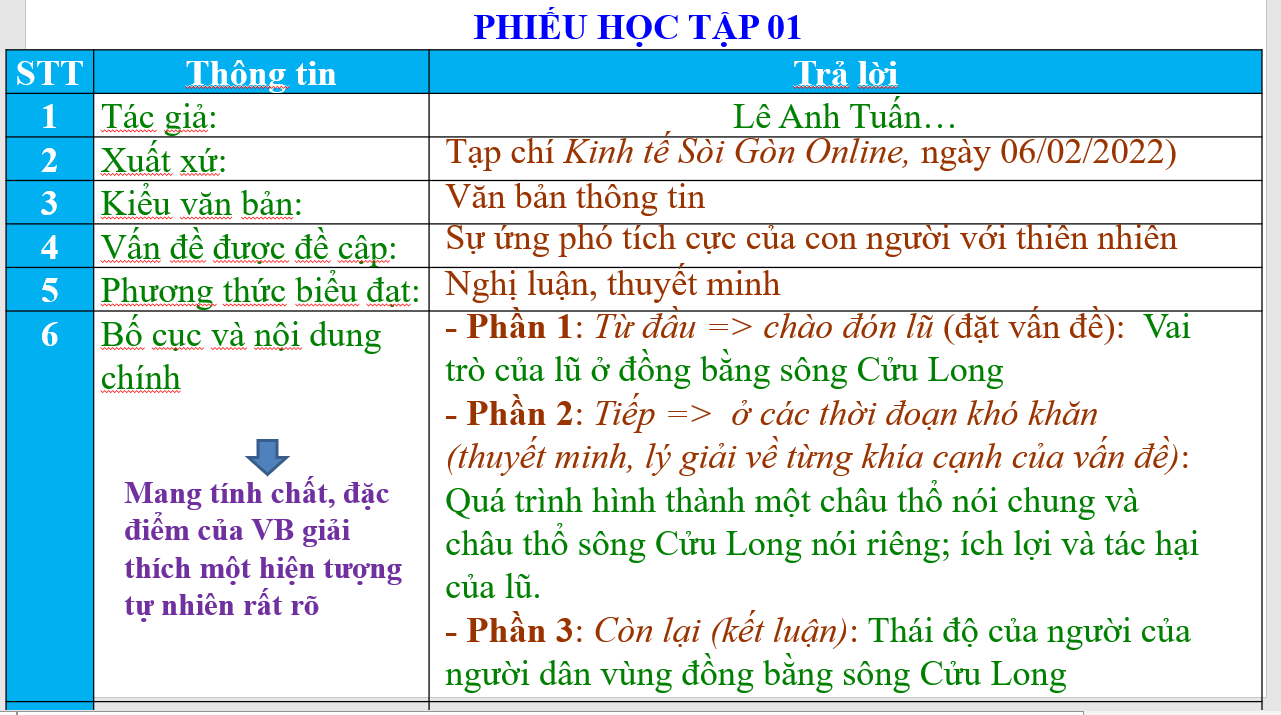 PHIẾU HỌC TẬP 01
STT Thông tin Trả lời
1 Tác giả: Lê Anh Tuấn…
2 Xuất xứ: Tạp chí Kinh tế Sòi Gòn Online, ngày 06/02/2022)
3 Kiểu văn bản: Văn bản thông tin
4 Vấn đề được đề cập: Sự ứng phó tích cực của con người với thiên nhiên
5 Phương thức biểu đạt: Nghị luận, thuyết minh
6 Bố cục và nội dung
chính
Mang tính chất, đặc
điểm của VB giải
thích một hiện tượng
tự nhiên rất rõ
- Phần 1: Từ đầu => chào đón lũ (đặt vấn đề): Vai
trò của lũ ở đồng bằng sông Cửu Long
- Phần 2: Tiếp => ở các thời đoạn khó khăn
(thuyết minh, lý giải về từng khía cạnh của vấn đề):
Quá trình hình thành một châu thổ nói chung và
châu thổ sông Cửu Long nói riêng; ích lợi và tác hại
của lũ.
- Phần 3: Còn lại (kết luận): Thái độ của người của
người dân vùng đồng bằng sông Cửu Long